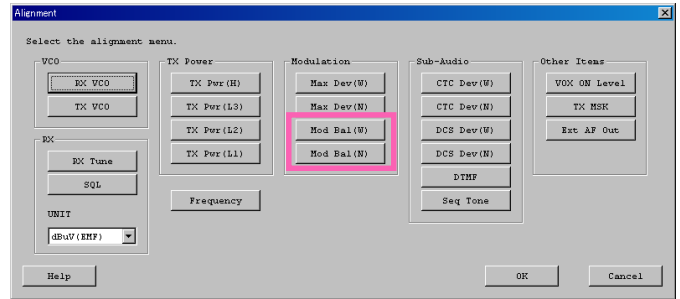 Alignment
Select the alignment menu.
VCO
RX VCO
TX VCO
RX
RX Tune
SQL
UNIT
dBuV(EMF)
TX Power
TX Pwr(H)
TX Pwr(L3)
TX Pwr(L2)
TX Pwr(L1)
Frequency
Modulation
Max Dev(W)
Max Dev(N)
Mod Bal(W)
Mod Bal(N)
Sub-Audio
CTC Dev(W)
CTC Dev(N)
DCS Dev(W)
DCS Dev(N)
DTMF
Seq Tone
Other Items
VOX ON Level
TX MSK
Ext AF Out
Help
OK
Cancel